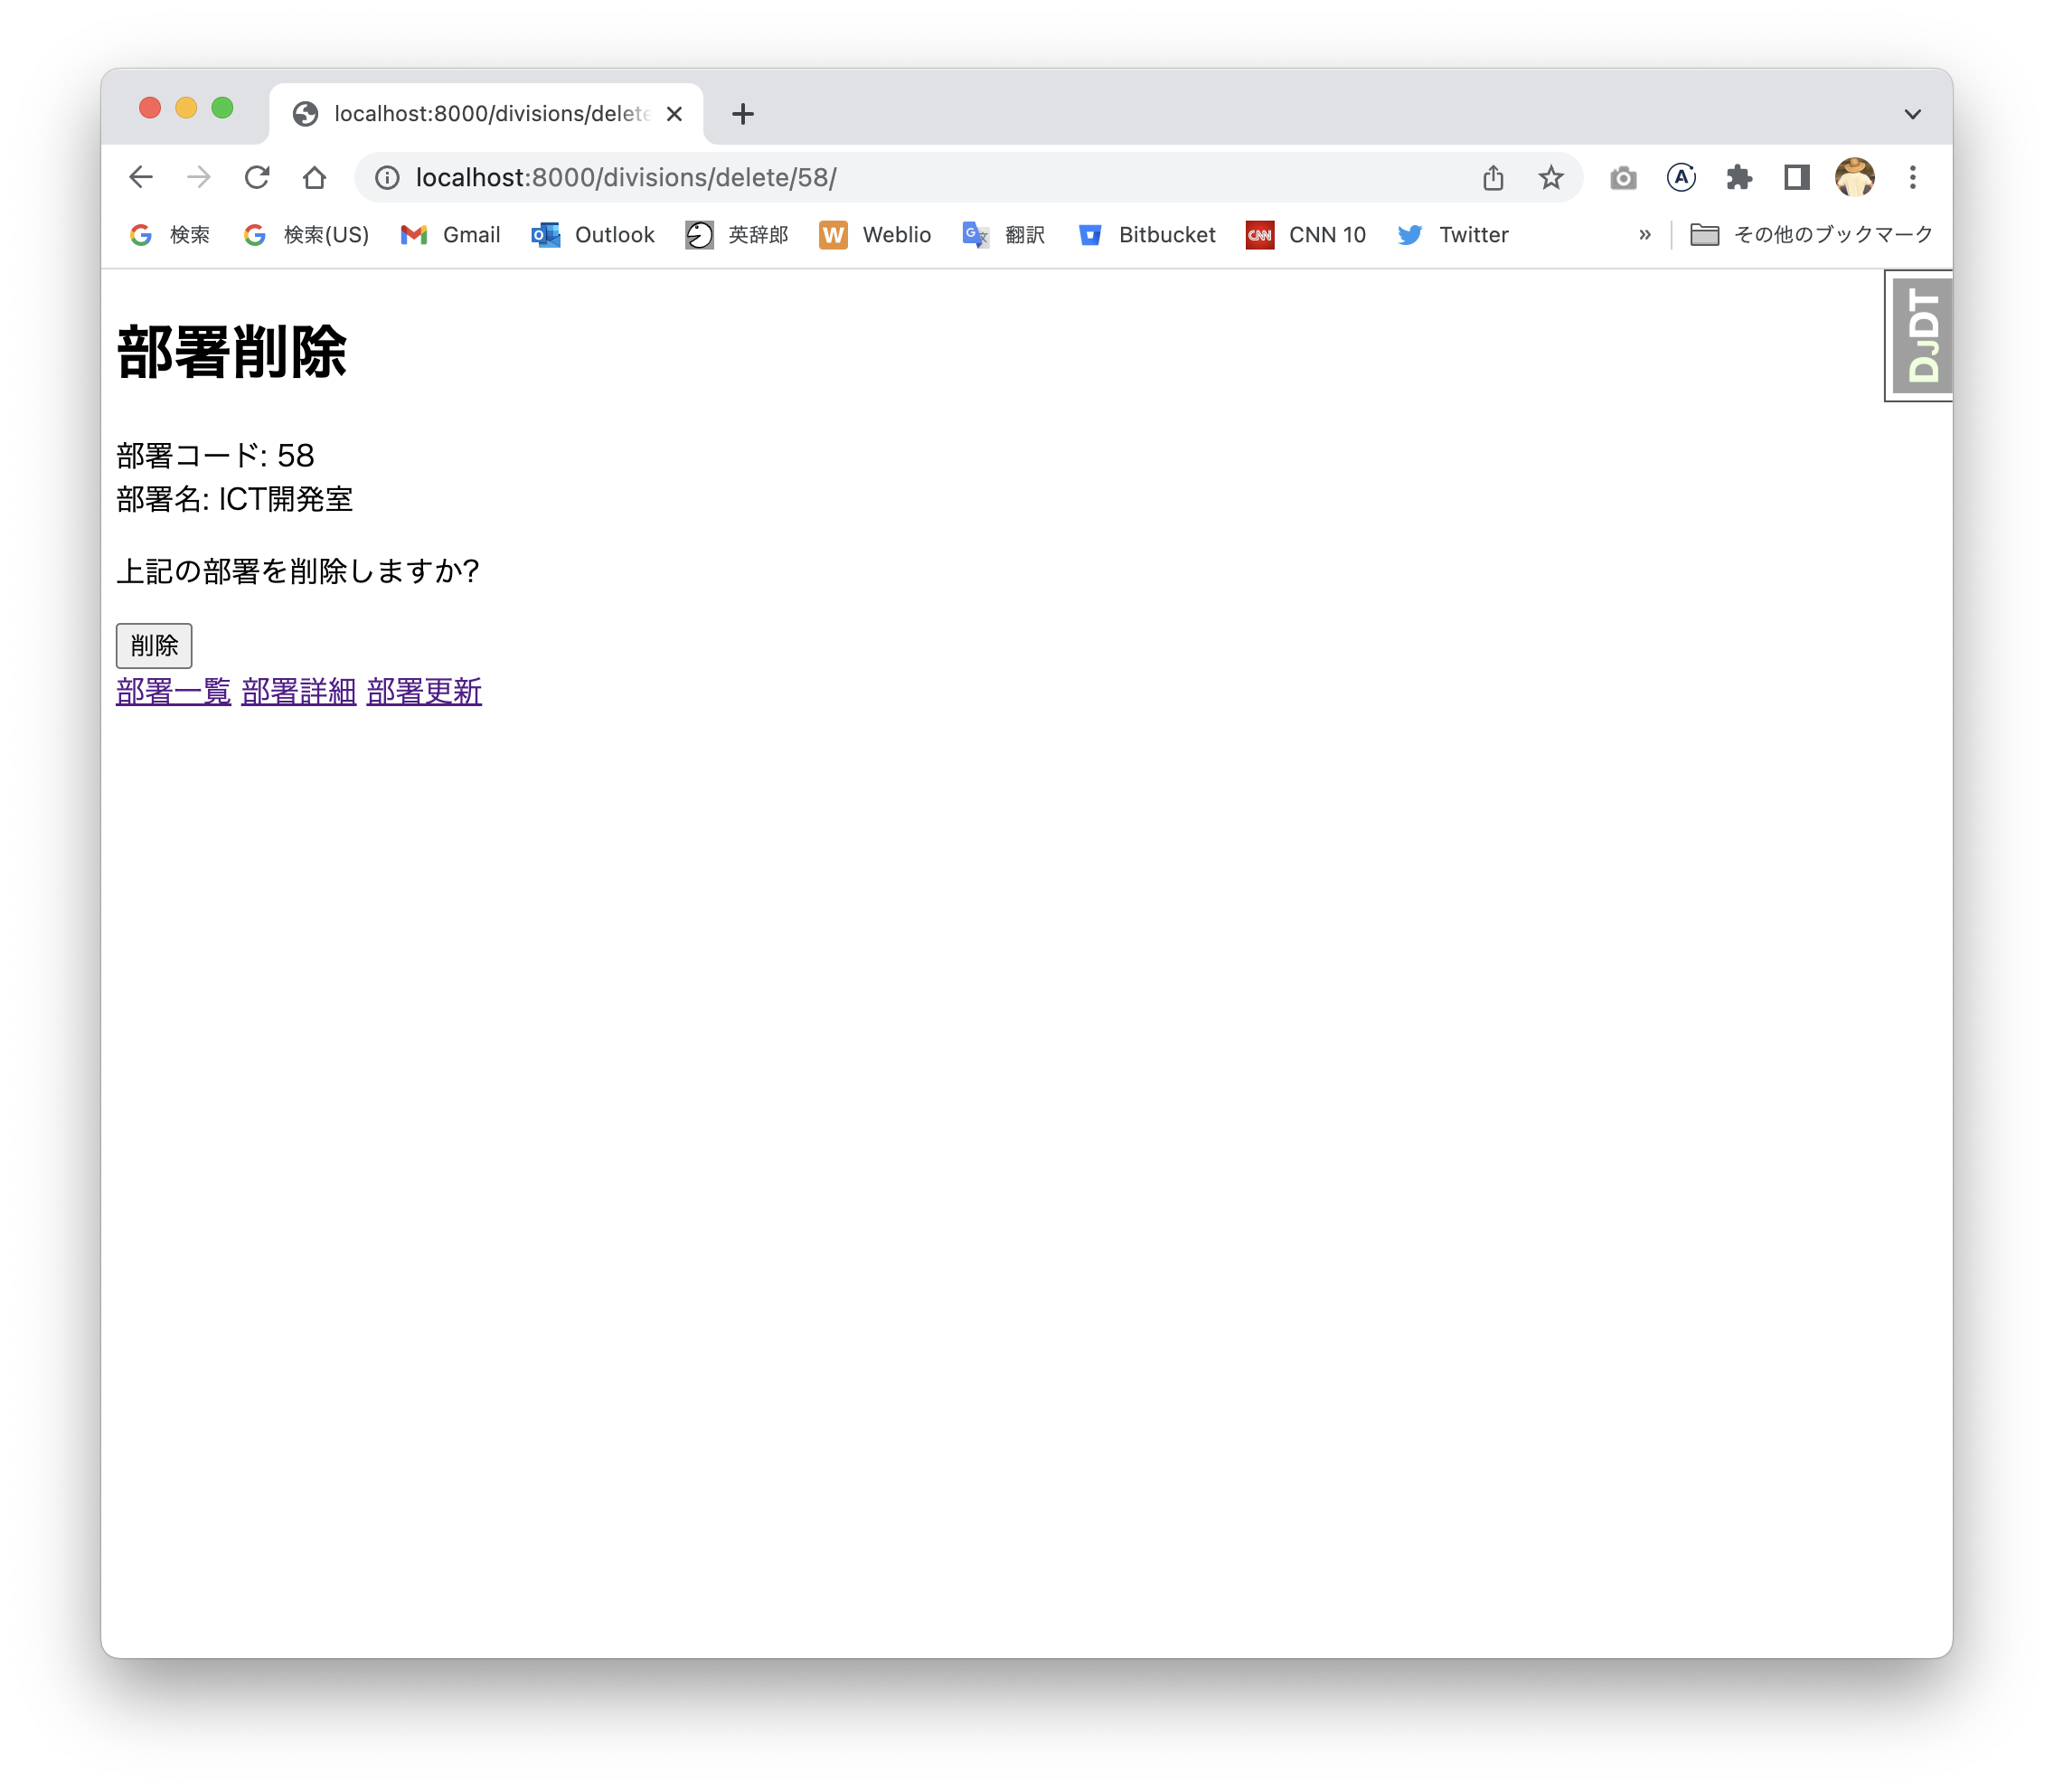 localhost:8000/divisions/delete
localhost:8000/divisions/delete/58/
検索 検索(US) Gmail Outlook 英辞郎 W Weblio 翻訳 Bitbucket CNN CNN 10 Twitter » その他のブックマーク
DJDT
部署削除
部署コード: 58
部署名: ICT開発室
上記の部署を削除しますか?
削除
部署一覧 部署詳細 部署更新